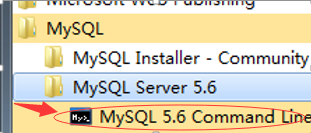 Microsoft Web Publishing
MySQL
MySQL Installer - Community
MySQL Server 5.6
MySQL 5.6 Command Line